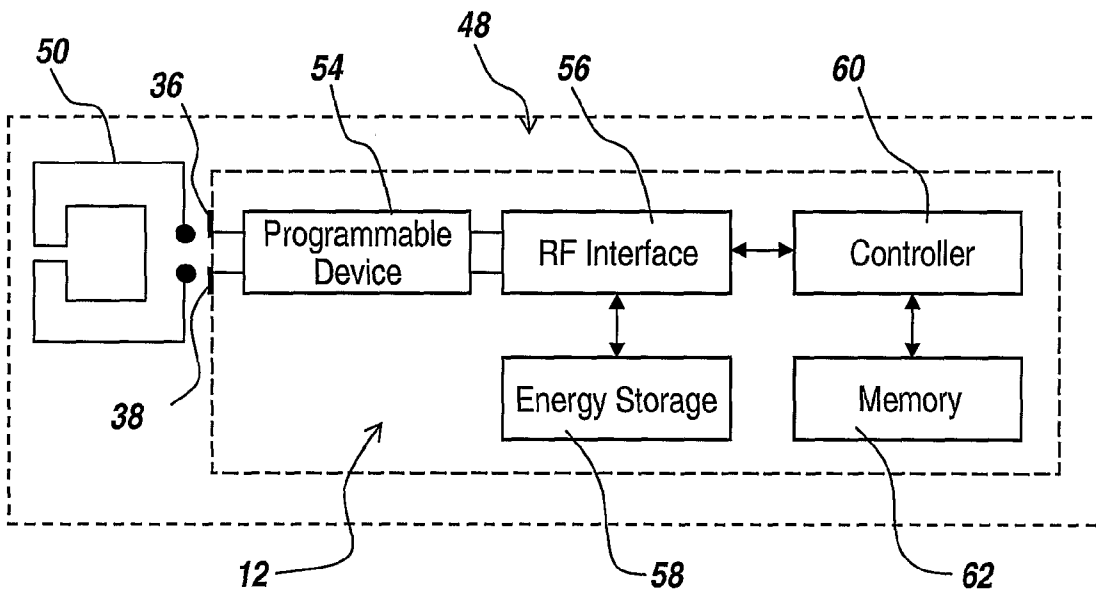 48
50
36
54
56
60
Programmable
Device
RF Interface
Controller
Energy Storage
Memory
38
12
58
62